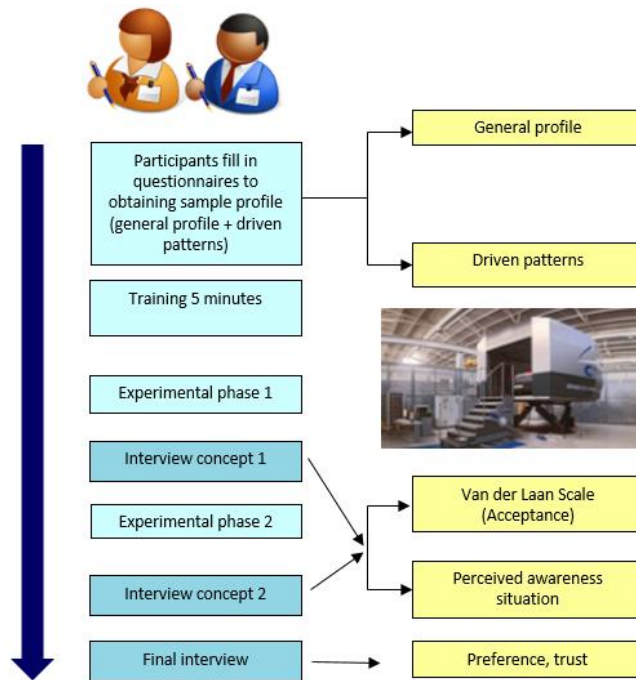 General profile
Participants fill in
questionnaires to
obtaining sample profile
(general profile + driven
patterns)
Driven patterns
Training 5 minutes
Experimental phase 1
Interview concept 1
Van der Laan Scale
(Acceptance)
Experimental phase 2
Perceived awareness
situation
Interview concept 2
Final interview
Preference, trust